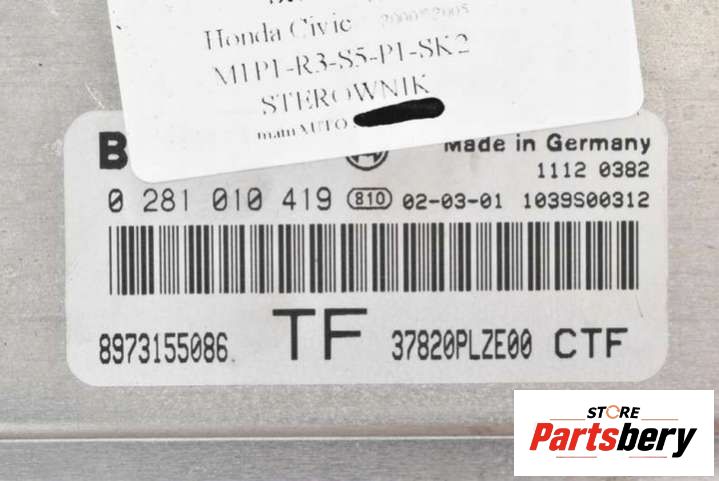 Honda Civic 2000-2005
M1P1-R3-S5-P1-SK2
STEROWNIK
B
Made in Germany
1112 0382
0 281 010 419 810 02-03-01 1039S00312
8973155086 TF 37820PLZE00 CTF
STORE
Partsbery